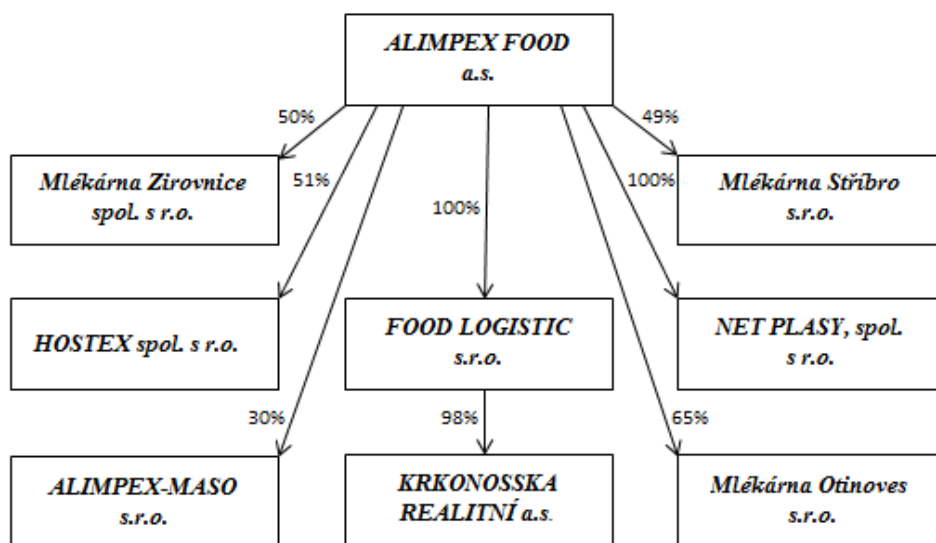 ALIMPEX FOOD
a.s.
50%
49%
Mlékárna Zirovnice
spol. s r.o.
51%
100%
100%
Mlékárna Stříbro
s.r.o.
HOSTEX spol. s r.o.
FOOD LOGISTIC
s.r.o.
NET PLASY, spol.
s r.o.
30%
98%
65%
ALIMPEX-MASO
s.r.o.
KRKONOSSKA
REALITNÍ a.s.
Mlékárna Otinoves
s.r.o.